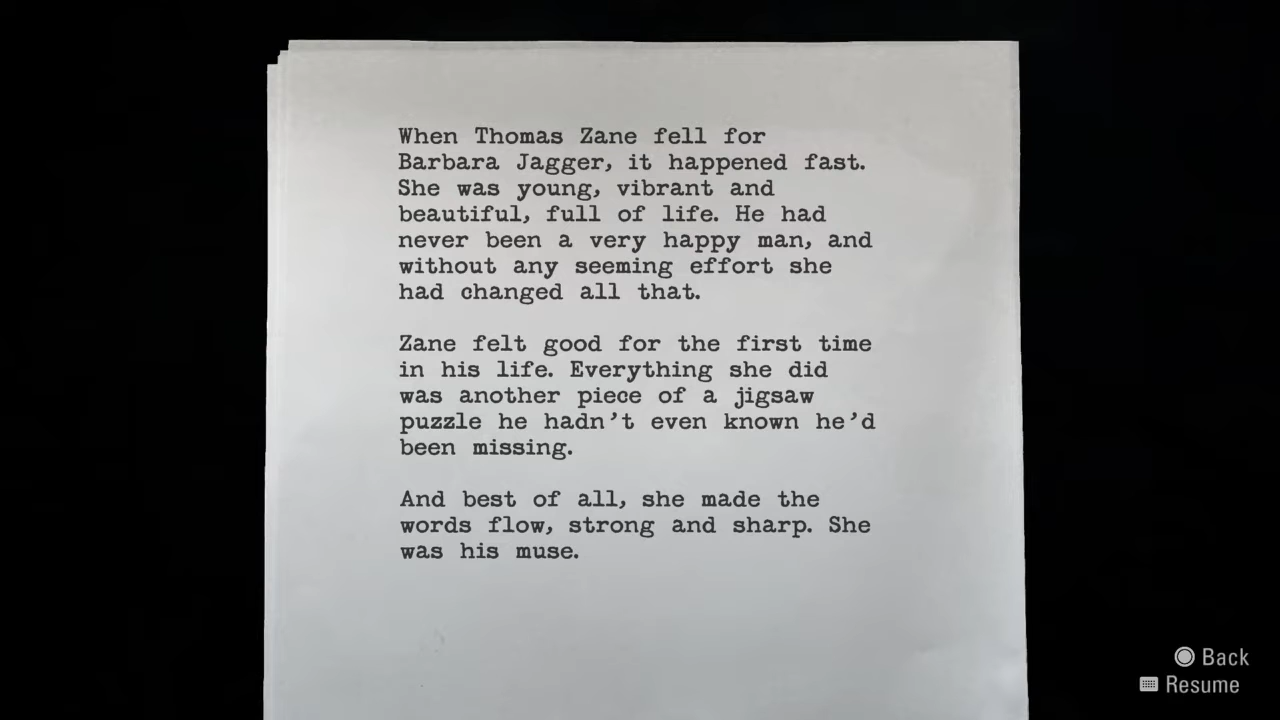 When Thomas Zane fell for
Barbara Jagger, it happened fast.
She was young, vibrant and
beautiful, full of life. He had
never been a very happy man, and
without any seeming effort she
had changed all that.
Zane felt good for the first time
in his life. Everything she did
was another piece of a jigsaw
puzzle he hadn't even known he'd
been missing.
And best of all, she made the
words flow, strong and sharp. She
was his muse.
Back
Resume